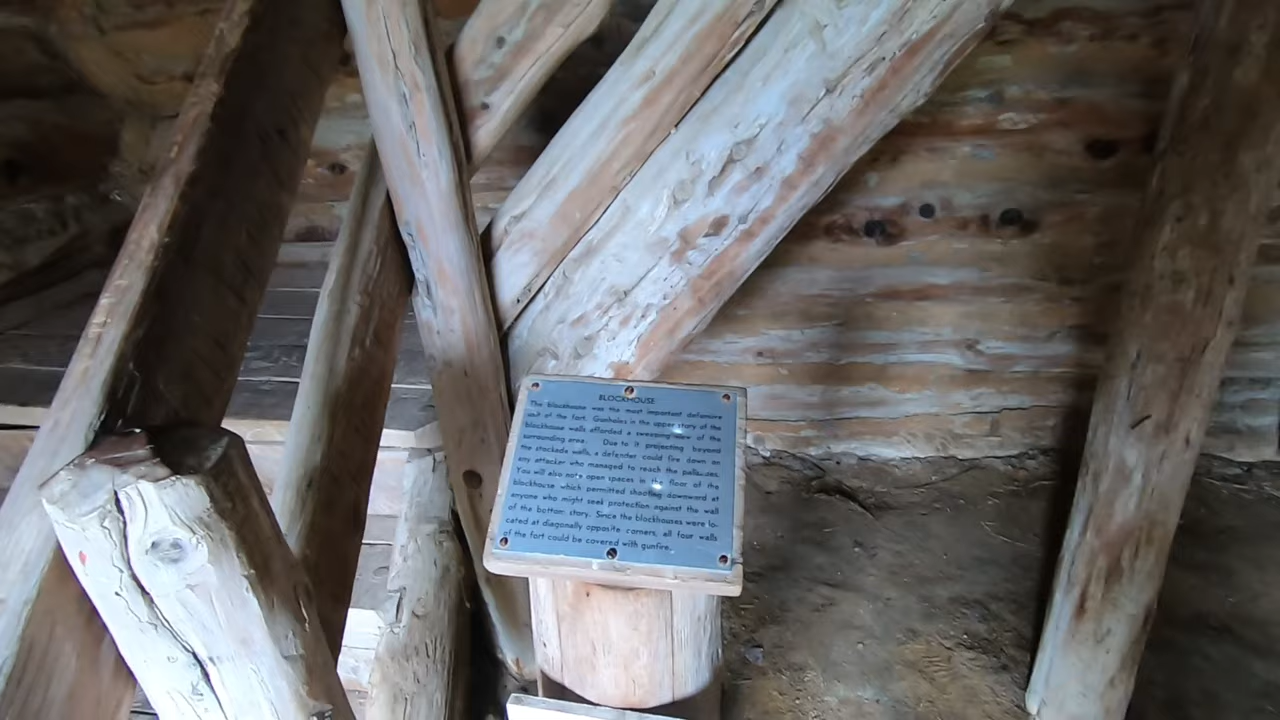 BLOCKHOUSE
The blockhouse was the most important defensive
unit of the fort. Gunholes in the upper story of the
blockhouse walls afforded a sweeping view of the
surrounding area. Due to it projecting beyond
the stockade walls, a defender could fire down on
any attacker who managed to reach the palisades.
You will also note open spaces in the floor of the
blockhouse which permitted shooting downward at
anyone who might seek protection against the wall
of the bottom story. Since the blockhouses were lo-
cated at diagonally opposite corners, all four walls
of the fort could be covered with gunfire.